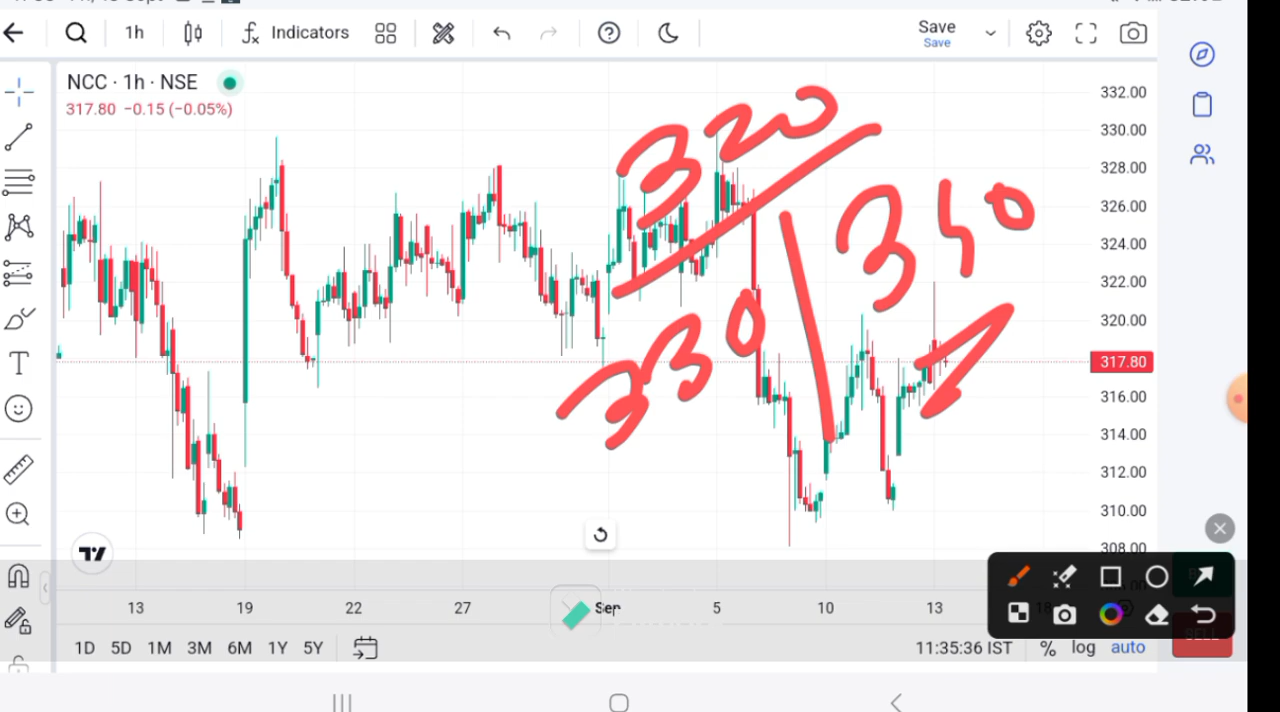 1h
Indicators
Save
Save
NCC · 1h · NSE
317.80 −0.15 (−0.05%)
332.00
330.00
328.00
326.00
324.00
322.00
320.00
317.80
316.00
314.00
312.00
310.00
308.00
320
330
13
19
22
27
Sep
5
10
13
18
1D 5D 1M 3M 6M 1Y 5Y
11:35:36 IST
% log auto
SELL